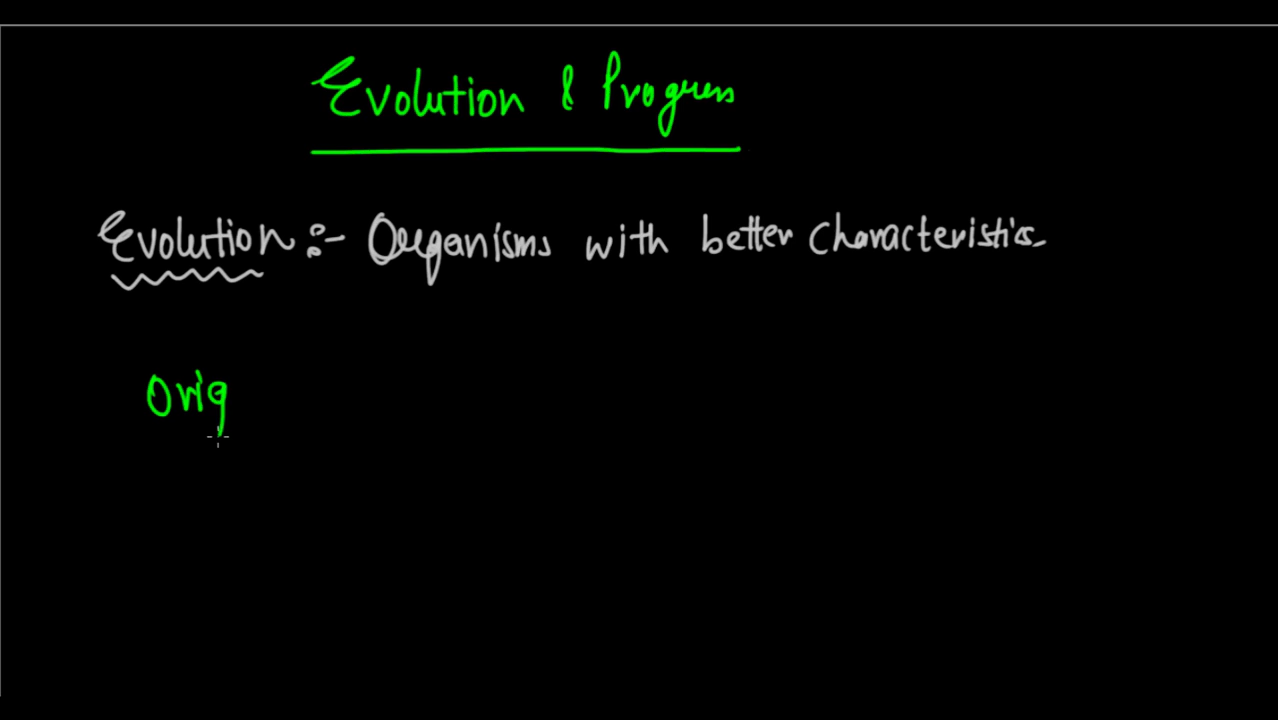 Evolution & Progress
Evolution :- Organisms with better characteristics
Orig